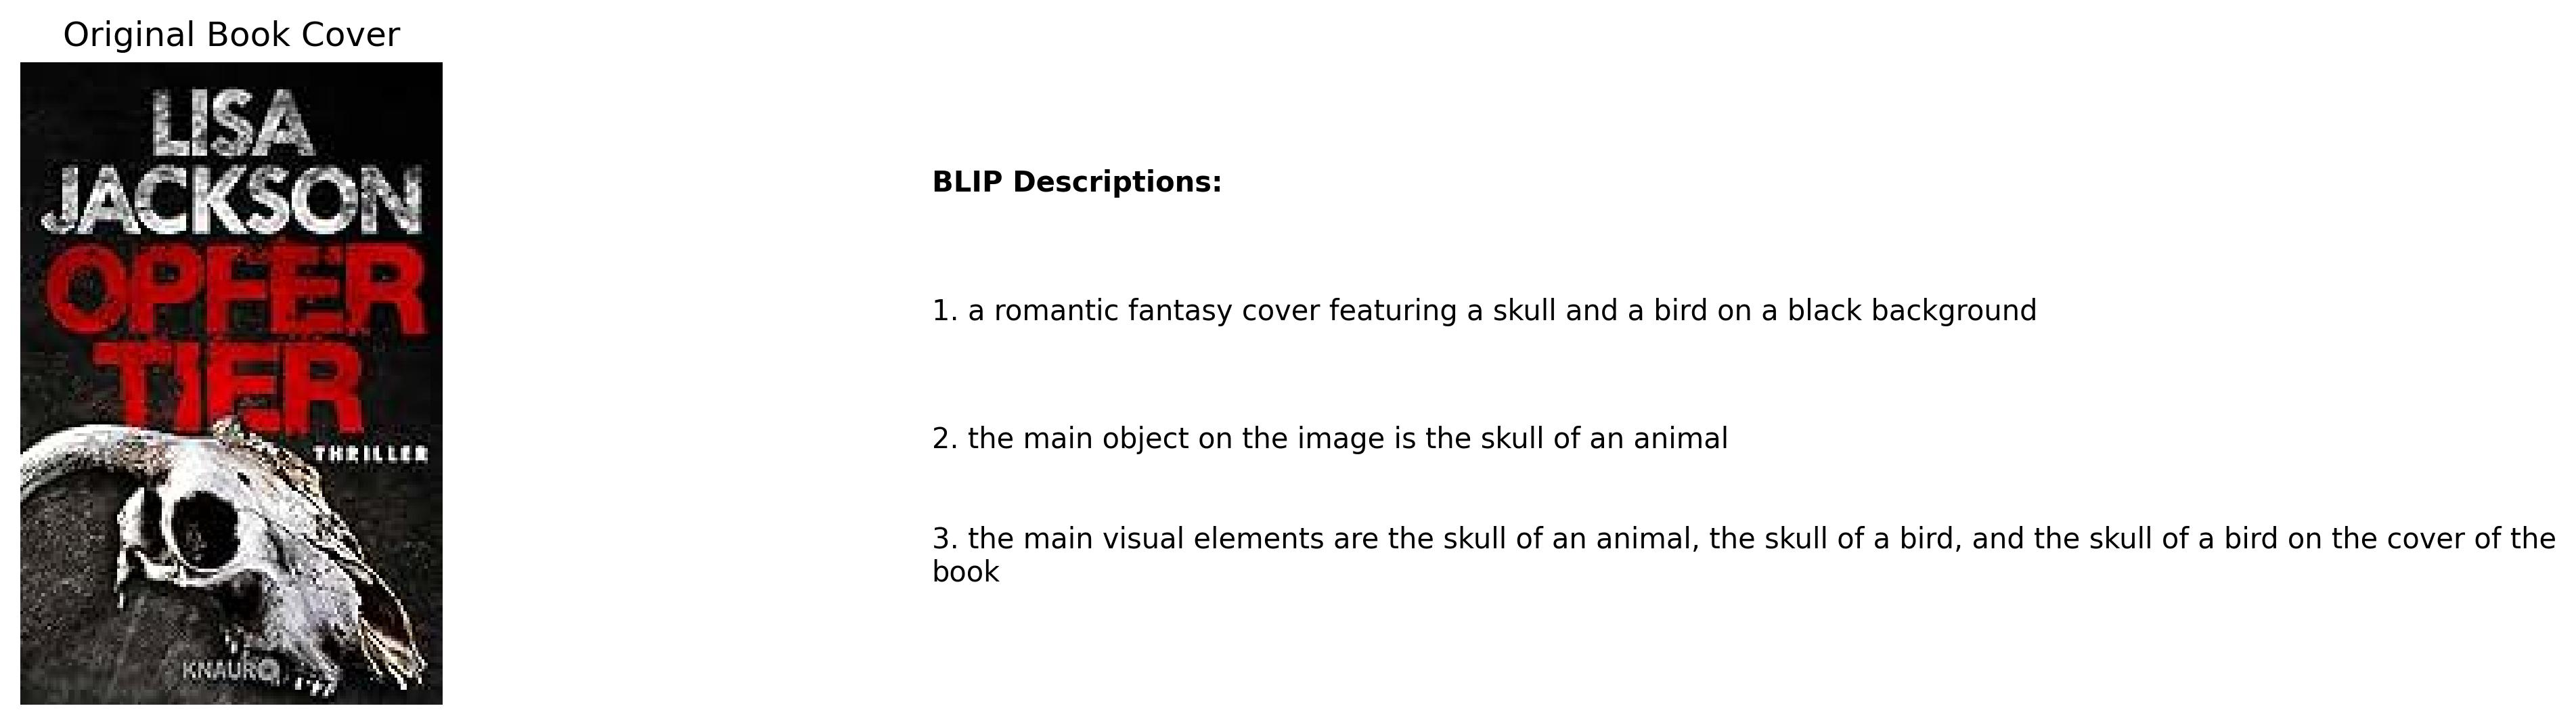 Original Book Cover
LISA
JACKSON
OPFER
TIER
THRILLER
KNAUR
BLIP Descriptions:
1. a romantic fantasy cover featuring a skull and a bird on a black background
2. the main object on the image is the skull of an animal
3. the main visual elements are the skull of an animal, the skull of a bird, and the skull of a bird on the cover of the
book